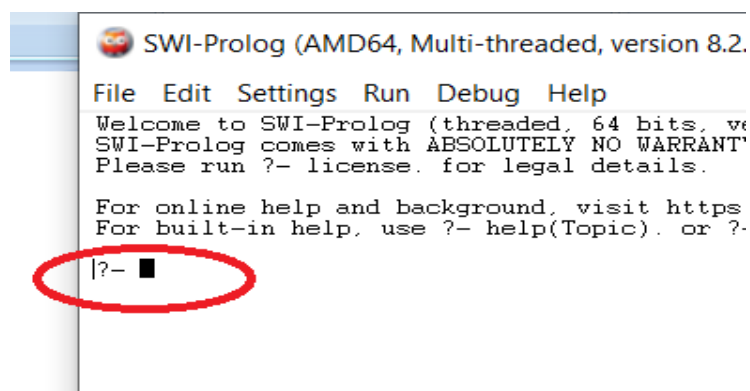 SWI-Prolog (AMD64, Multi-threaded, version 8.2.
File Edit Settings Run Debug Help
Welcome to SWI-Prolog (threaded, 64 bits, ve
SWI-Prolog comes with ABSOLUTELY NO WARRANTY
Please run ?- license. for legal details.
For online help and background, visit https
For built-in help, use ?- help(Topic). or ?-
?-